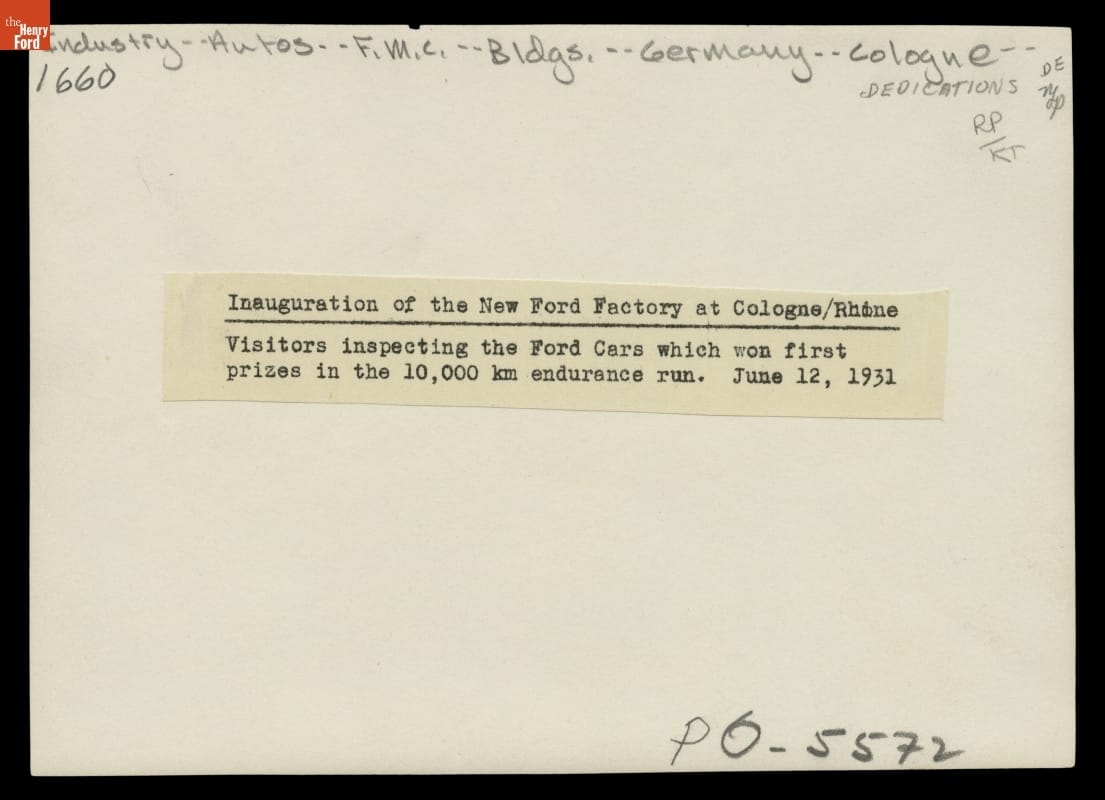 the
Henry
Ford
Industry--Autos--F.M.C.--Bldgs.--Germany--Cologne--
1660
DEDICATIONS
DE
RP
KT
Inauguration of the New Ford Factory at Cologne/Rhine
Visitors inspecting the Ford Cars which won first
prizes in the 10,000 km endurance run. June 12, 1931
PO-5572